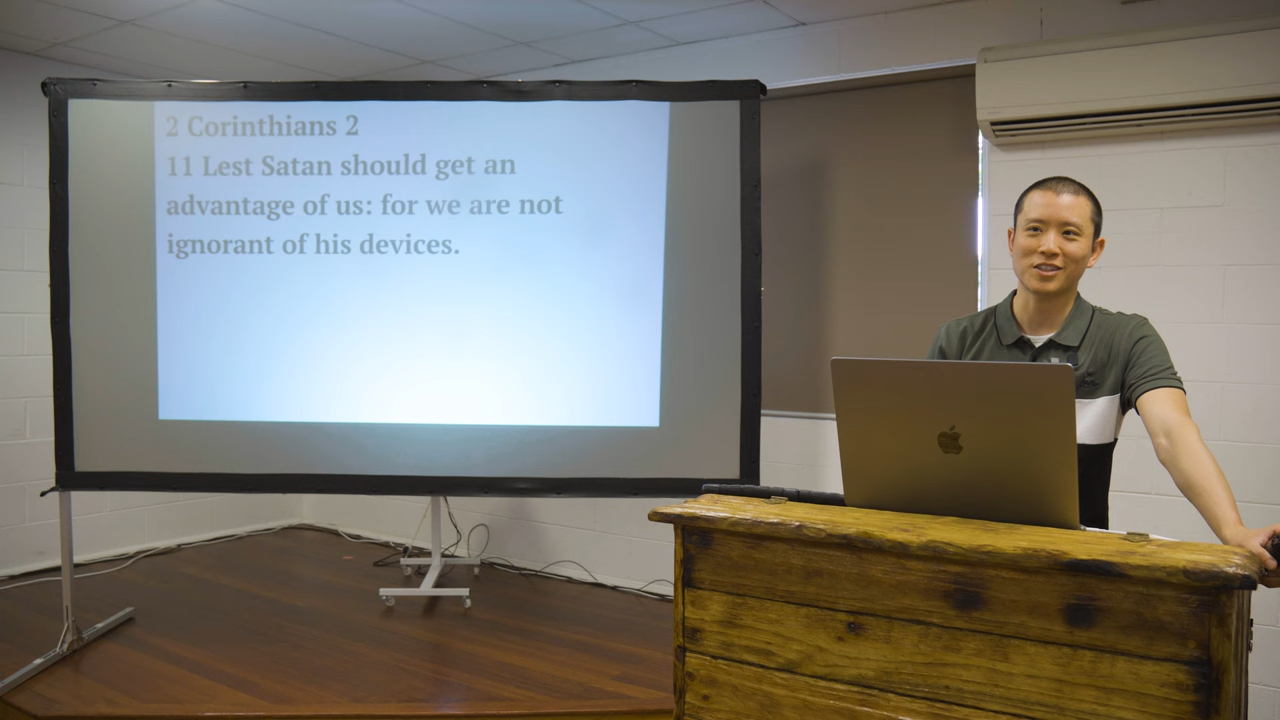 2 Corinthians 2
11 Lest Satan should get an
advantage of us: for we are not
ignorant of his devices.